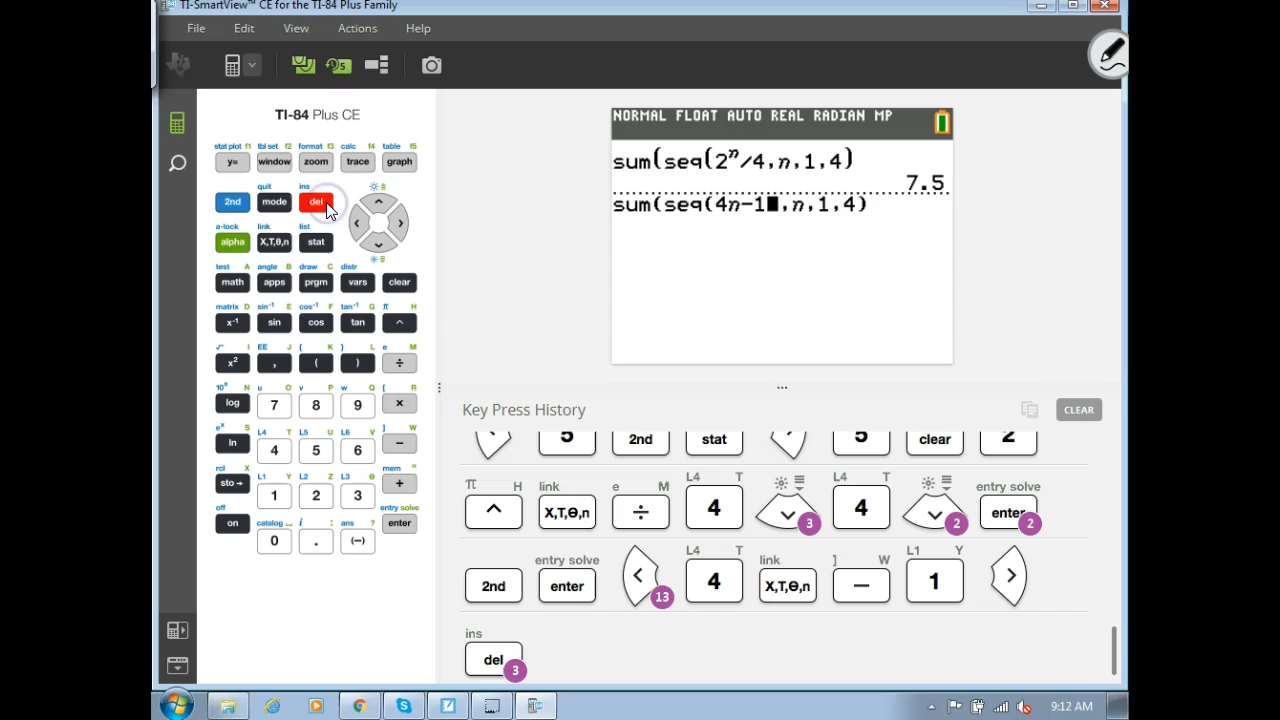 TI-SmartView™ CE for the TI-84 Plus Family
File Edit View Actions Help
TI-84 Plus CE
stat plot f1 tbl set f2 format f3 calc f4 table f5
y= window zoom trace graph
quit ins
2nd mode del
a-lock link list
alpha X,T,θ,n stat
test A angle B draw C distr
math apps prgm vars clear
matrix D sin⁻¹ E cos⁻¹ F tan⁻¹ G π H
x⁻¹ sin cos tan ^
√ I EE J { K } L e M
x² , ( ) ÷
10ˣ N u O v P w Q [ R
log 7 8 9 ×
eˣ S L4 T L5 U L6 V ] W
ln 4 5 6 −
rcl X L1 Y L2 Z L3 θ mem "
sto→ 1 2 3 +
off catalog i : ans ? entry solve
on 0 . (−) enter
NORMAL FLOAT AUTO REAL RADIAN MP
sum(seq(2ⁿ/4,n,1,4)
7.5
sum(seq(4n-1 ,n,1,4)
Key Press History
CLEAR
5 2nd stat 5 clear 2
π H link e M L4 T L4 T entry solve
^ X,T,θ,n ÷ 4 3 4 2 enter 2
entry solve L4 T link ] W L1 Y
2nd enter < 13 4 X,T,θ,n − 1 >
ins
del 3
9:12 AM